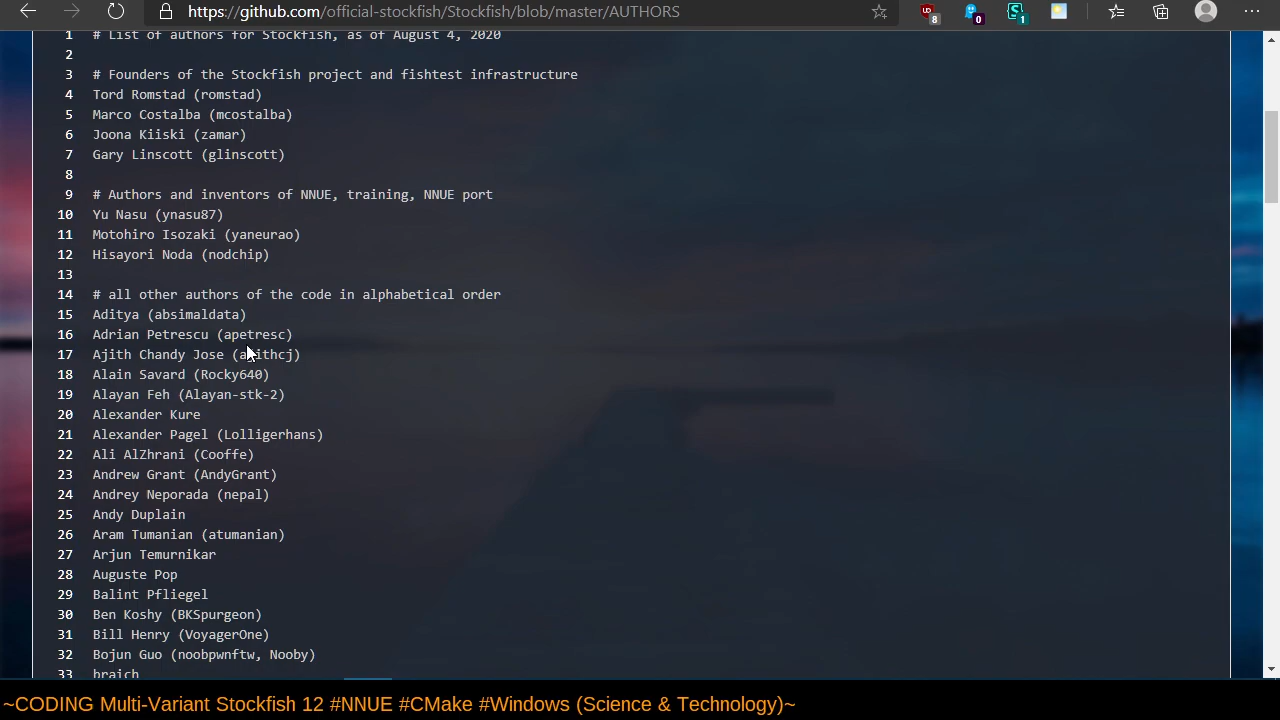 https://github.com/official-stockfish/Stockfish/blob/master/AUTHORS
8
0
1
1 # List of authors for Stockfish, as of August 4, 2020
2
3 # Founders of the Stockfish project and fishtest infrastructure
4 Tord Romstad (romstad)
5 Marco Costalba (mcostalba)
6 Joona Kiiski (zamar)
7 Gary Linscott (glinscott)
8
9 # Authors and inventors of NNUE, training, NNUE port
10 Yu Nasu (ynasu87)
11 Motohiro Isozaki (yaneurao)
12 Hisayori Noda (nodchip)
13
14 # all other authors of the code in alphabetical order
15 Aditya (absimaldata)
16 Adrian Petrescu (apetresc)
17 Ajith Chandy Jose (ajithcj)
18 Alain Savard (Rocky640)
19 Alayan Feh (Alayan-stk-2)
20 Alexander Kure
21 Alexander Pagel (Lolligerhans)
22 Ali AlZhrani (Cooffe)
23 Andrew Grant (AndyGrant)
24 Andrey Neporada (nepal)
25 Andy Duplain
26 Aram Tumanian (atumanian)
27 Arjun Temurnikar
28 Auguste Pop
29 Balint Pfliegel
30 Ben Koshy (BKSpurgeon)
31 Bill Henry (VoyagerOne)
32 Bojun Guo (noobpwnftw, Nooby)
33 braich
~CODING Multi-Variant Stockfish 12 #NNUE #CMake #Windows (Science & Technology)~